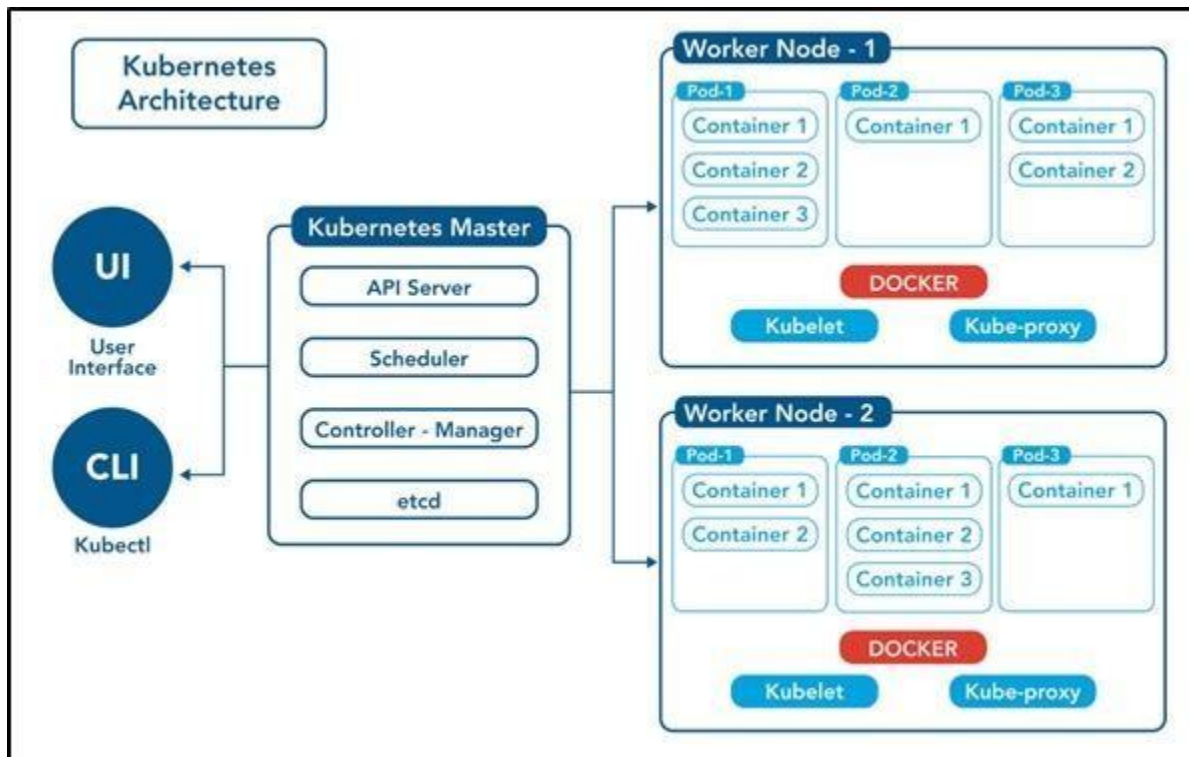 Kubernetes
Architecture
UI
User
Interface
CLI
Kubectl
Kubernetes Master
API Server
Scheduler
Controller - Manager
etcd
Worker Node - 1
Pod-1
Container 1
Container 2
Container 3
Pod-2
Container 1
Pod-3
Container 1
Container 2
DOCKER
Kubelet
Kube-proxy
Worker Node - 2
Pod-1
Container 1
Container 2
Pod-2
Container 1
Container 2
Container 3
Pod-3
Container 1
DOCKER
Kubelet
Kube-proxy